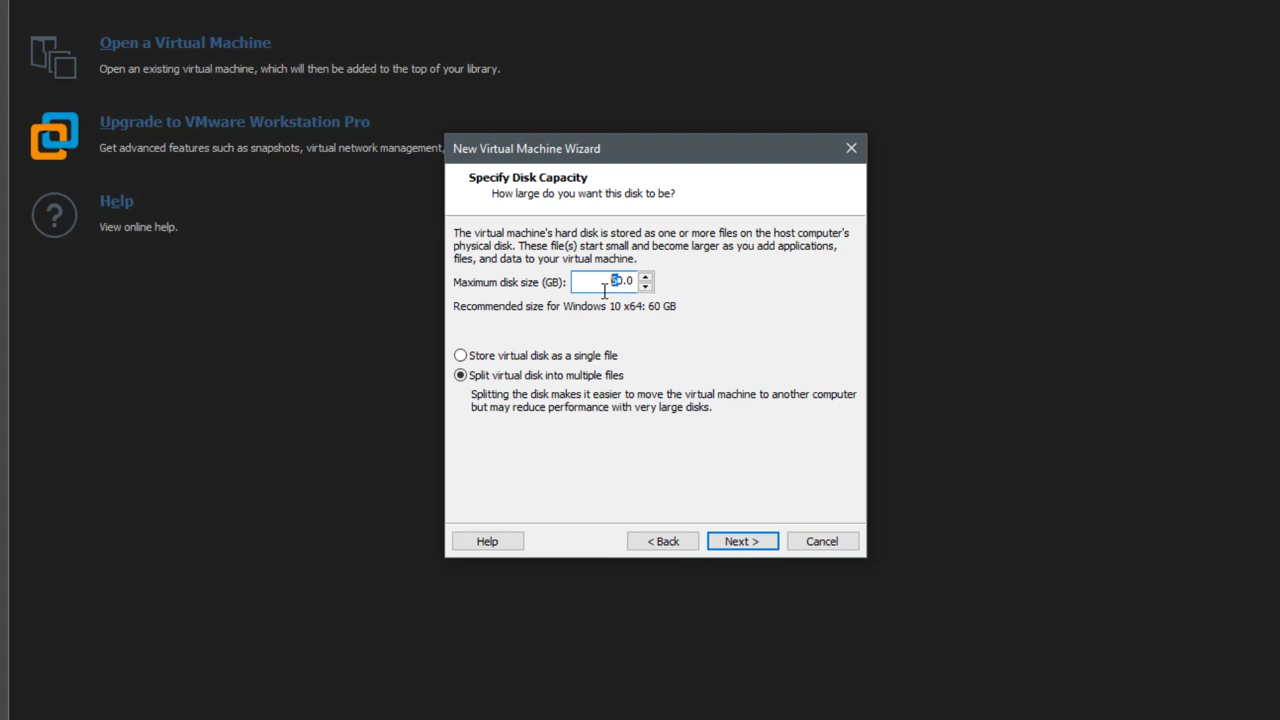 Open a Virtual Machine
Open an existing virtual machine, which will then be added to the top of your library.
Upgrade to VMware Workstation Pro
Get advanced features such as snapshots, virtual network management,
Help
View online help.
New Virtual Machine Wizard
Specify Disk Capacity
How large do you want this disk to be?
The virtual machine's hard disk is stored as one or more files on the host computer's
physical disk. These file(s) start small and become larger as you add applications,
files, and data to your virtual machine.
Maximum disk size (GB):
Recommended size for Windows 10 x64: 60 GB
Store virtual disk as a single file
Split virtual disk into multiple files
Splitting the disk makes it easier to move the virtual machine to another computer
but may reduce performance with very large disks.
Help
< Back
Next >
Cancel